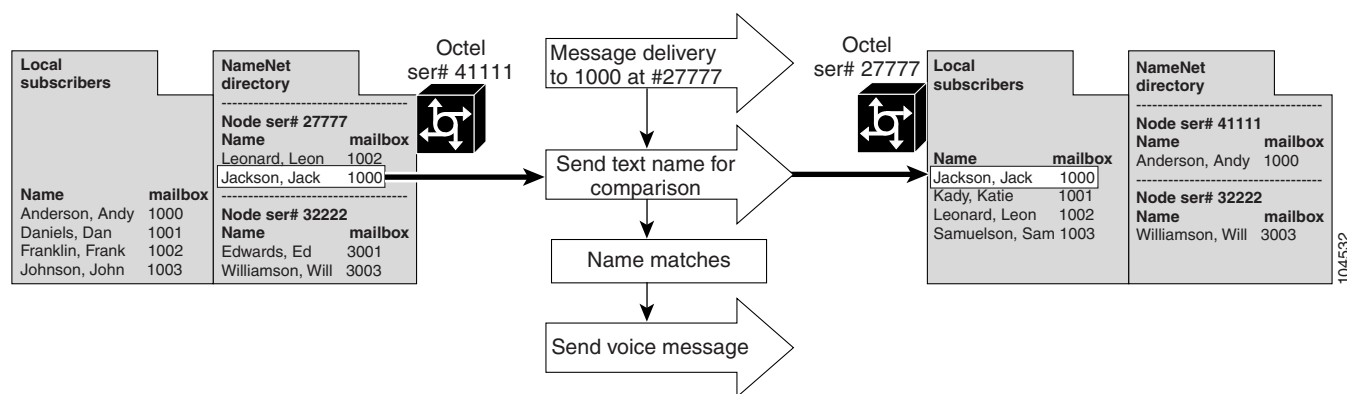 Local
subscribers
Name mailbox
Anderson, Andy 1000
Daniels, Dan 1001
Franklin, Frank 1002
Johnson, John 1003
NameNet
directory
Node ser# 27777
Name mailbox
Leonard, Leon 1002
Jackson, Jack 1000
Node ser# 32222
Name mailbox
Edwards, Ed 3001
Williamson, Will 3003
Octel
ser# 41111
Message delivery
to 1000 at #27777
Send text name for
comparison
Name matches
Send voice message
Octel
ser# 27777
Local
subscribers
Name mailbox
Jackson, Jack 1000
Kady, Katie 1001
Leonard, Leon 1002
Samuelson, Sam 1003
NameNet
directory
Node ser# 41111
Name mailbox
Anderson, Andy 1000
Node ser# 32222
Name mailbox
Williamson, Will 3003
104532